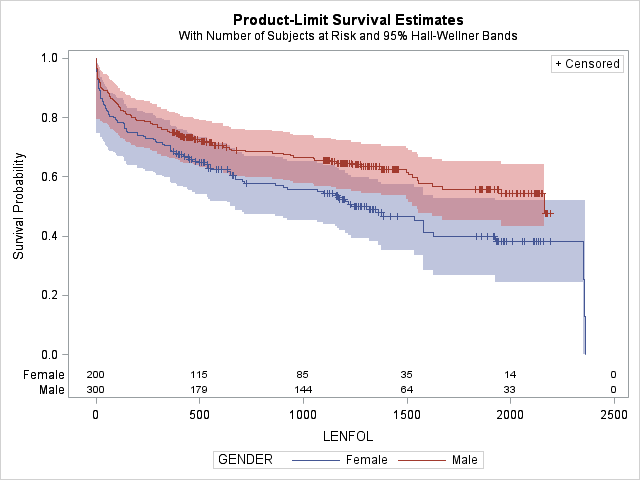 Product-Limit Survival Estimates
With Number of Subjects at Risk and 95% Hall-Wellner Bands
+ Censored
Survival Probability
1.0
0.8
0.6
0.4
0.2
0.0
Female 200 115 85 35 14 0
Male 300 179 144 64 33 0
0 500 1000 1500 2000 2500
LENFOL
GENDER Female Male